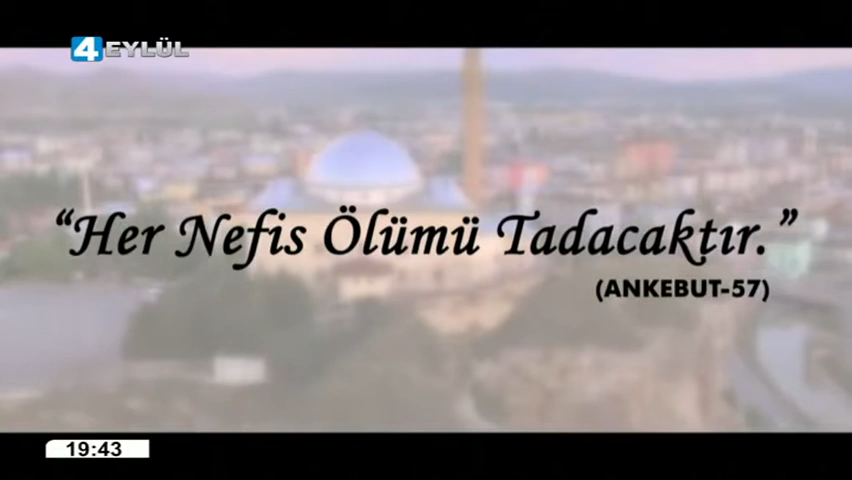 4 EYLÜL
"Her Nefis Ölümü Tadacaktır."
(ANKEBUT-57)
19:43